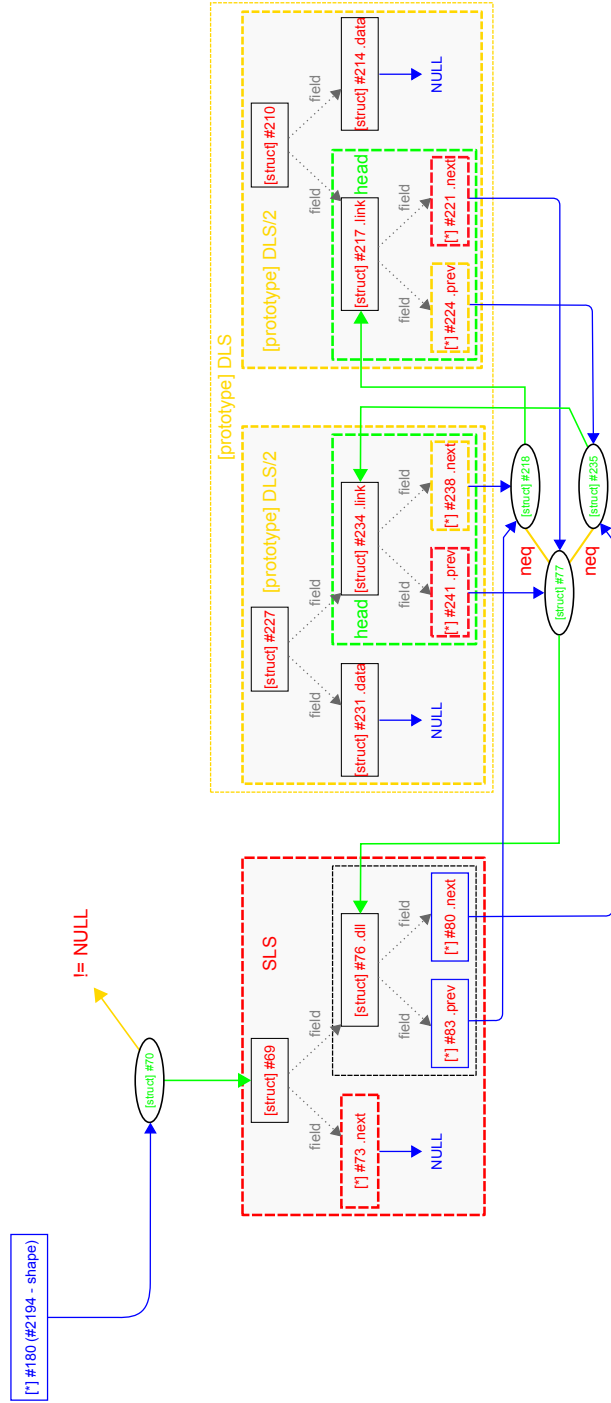 [*] #180 (#2194 - shape)
[struct] #70
!= NULL
SLS
[struct] #69
field
field
[*] #73 .next
NULL
[struct] #76 .dll
field
field
[*] #83 .prev
[*] #80 .next
[prototype] DLS
[prototype] DLS/2
[struct] #227
field
field
[struct] #231 .data
NULL
head
[struct] #234 .link
field
field
[*] #241 .prev
[*] #238 .next
[prototype] DLS/2
[struct] #210
field
field
[struct] #217 .link
head
[struct] #214 .data
NULL
field
field
[*] #224 .prev
[*] #221 .next
[struct] #218
neq
[struct] #77
neq
[struct] #235